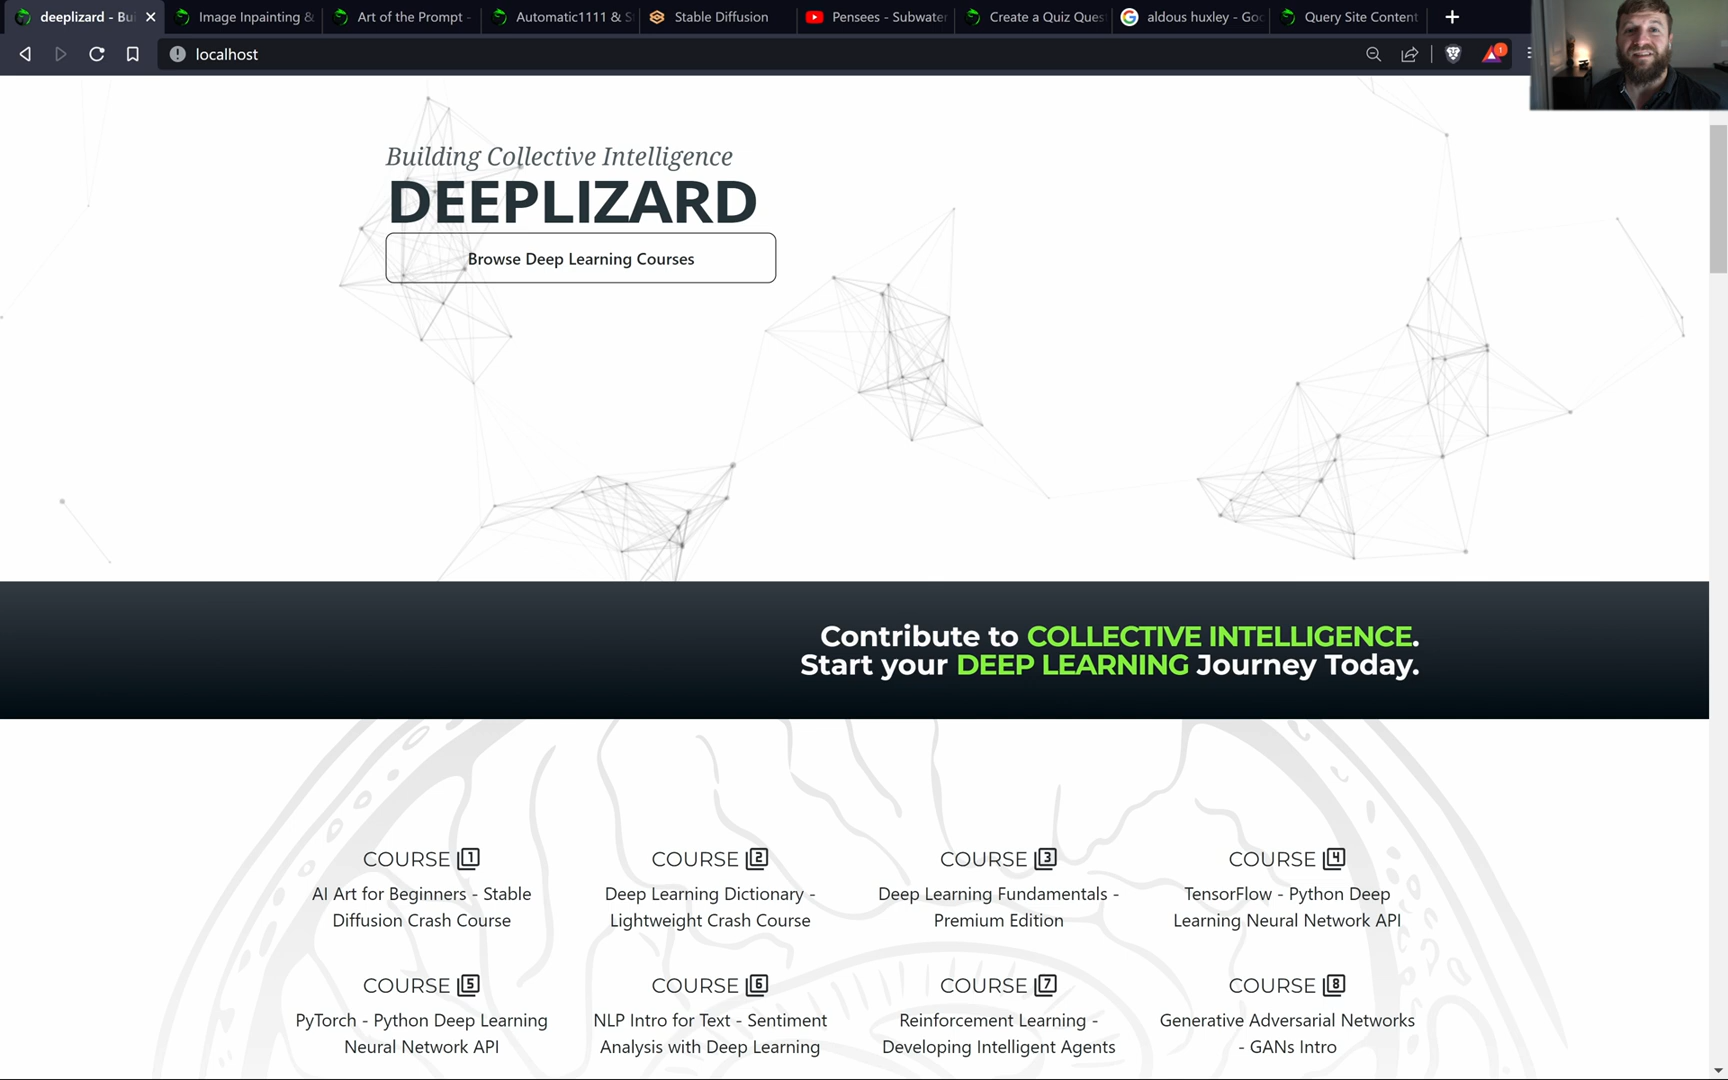 deeplizard - Bui
Image Inpainting &
Art of the Prompt -
Automatic1111 & S
Stable Diffusion
Pensees - Subwater
Create a Quiz Ques
aldous huxley - Goo
Query Site Content
localhost
1
Building Collective Intelligence
DEEPLIZARD
Browse Deep Learning Courses
Contribute to COLLECTIVE INTELLIGENCE.
Start your DEEP LEARNING Journey Today.
COURSE 1
AI Art for Beginners - Stable
Diffusion Crash Course
COURSE 2
Deep Learning Dictionary -
Lightweight Crash Course
COURSE 3
Deep Learning Fundamentals -
Premium Edition
COURSE 4
TensorFlow - Python Deep
Learning Neural Network API
COURSE 5
PyTorch - Python Deep Learning
Neural Network API
COURSE 6
NLP Intro for Text - Sentiment
Analysis with Deep Learning
COURSE 7
Reinforcement Learning -
Developing Intelligent Agents
COURSE 8
Generative Adversarial Networks
- GANs Intro